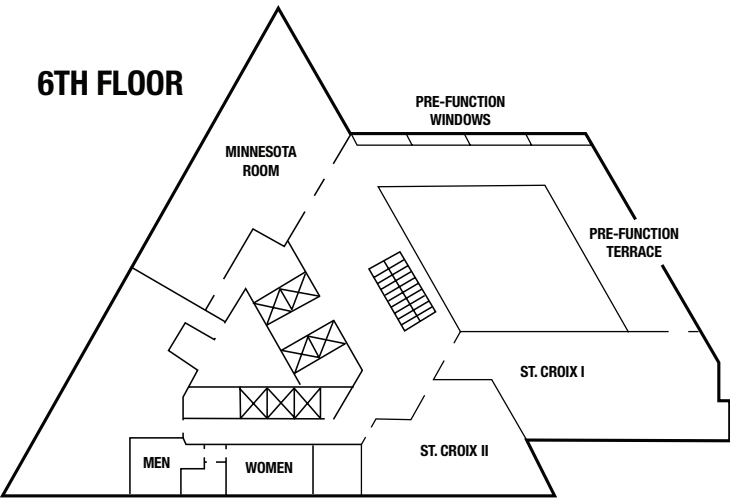 6TH FLOOR
PRE-FUNCTION
WINDOWS
MINNESOTA
ROOM
PRE-FUNCTION
TERRACE
ST. CROIX I
ST. CROIX II
MEN
WOMEN